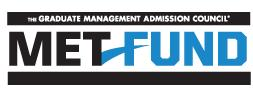 THE GRADUATE MANAGEMENT ADMISSION COUNCIL®
MET FUND